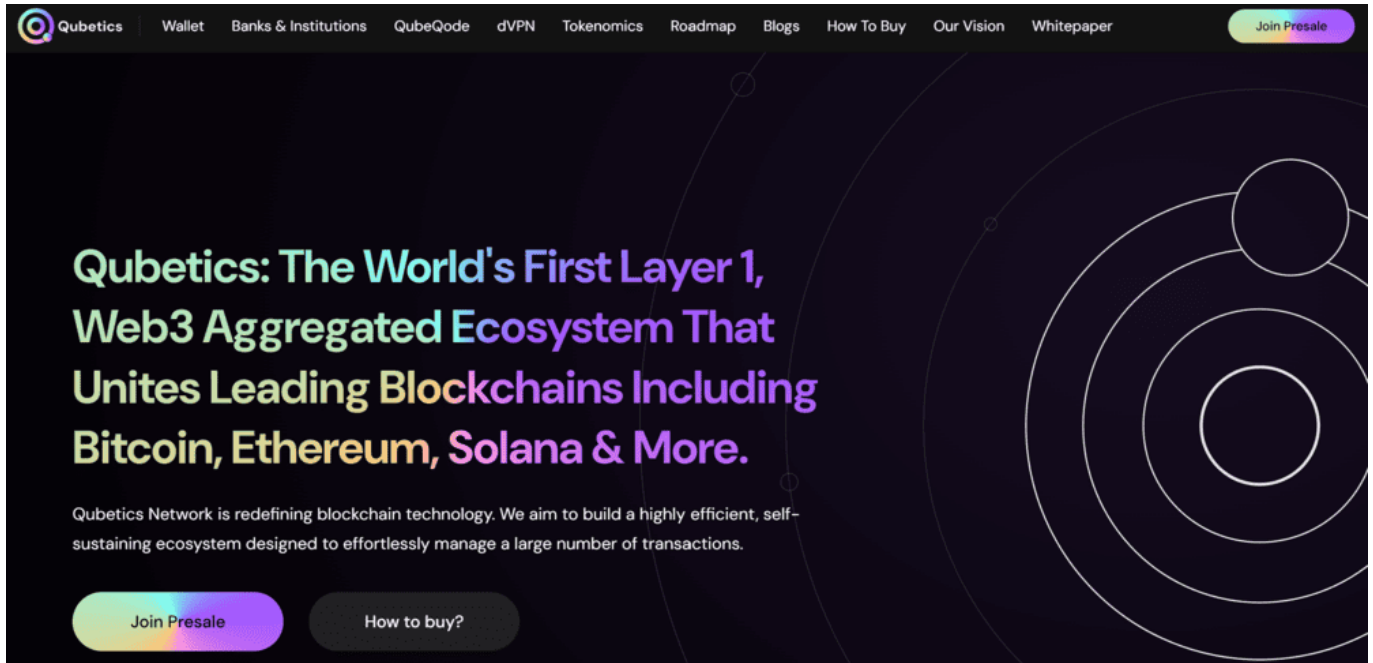 Qubetics
Wallet
Banks & Institutions
QubeQode
dVPN
Tokenomics
Roadmap
Blogs
How To Buy
Our Vision
Whitepaper
Join Presale
Qubetics: The World's First Layer 1,
Web3 Aggregated Ecosystem That
Unites Leading Blockchains Including
Bitcoin, Ethereum, Solana & More.
Qubetics Network is redefining blockchain technology. We aim to build a highly efficient, self-
sustaining ecosystem designed to effortlessly manage a large number of transactions.
Join Presale
How to buy?